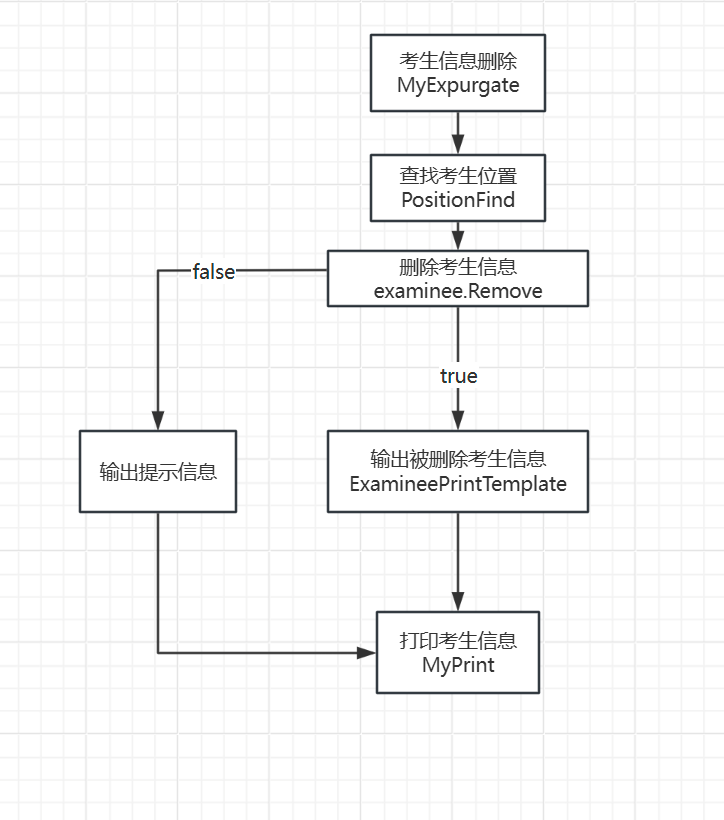 考生信息删除
MyExpurgate
查找考生位置
PositionFind
删除考生信息
examinee.Remove
false
true
输出提示信息
输出被删除考生信息
ExamineePrintTemplate
打印考生信息
MyPrint